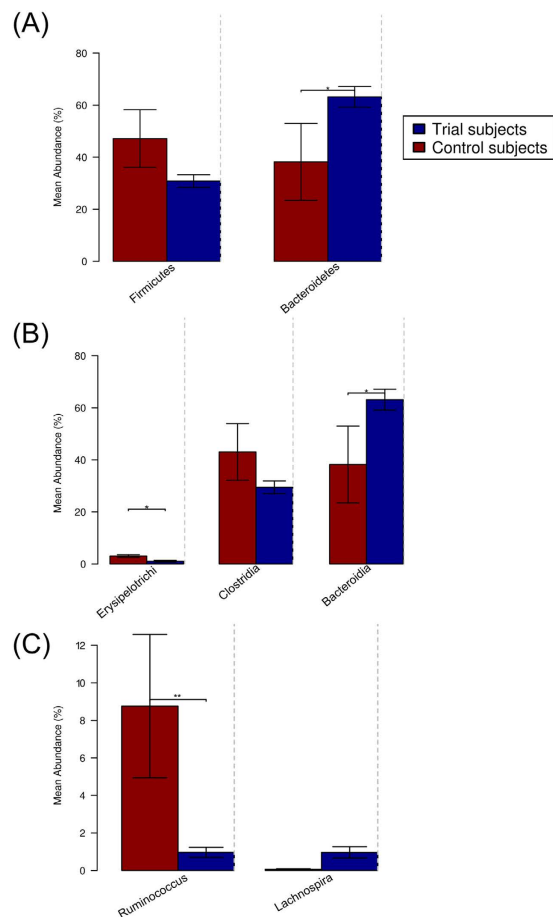 (A)
80
60
40
20
0
Mean Abundance (%)
*
Firmicutes
Bacteroidetes
Trial subjects
Control subjects
(B)
80
60
40
20
0
Mean Abundance (%)
*
*
Erysipelotrichi
Clostridia
Bacteroidia
(C)
12
10
8
6
4
2
0
Mean Abundance (%)
**
Ruminococcus
Lachnospira